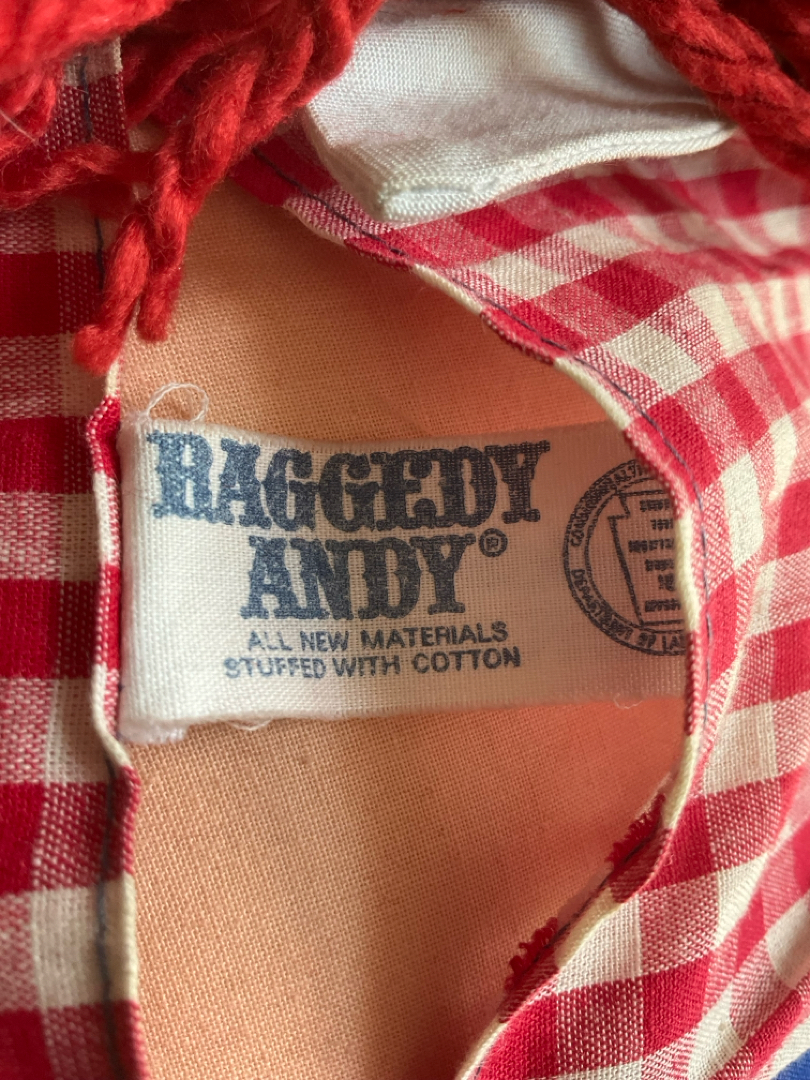 RAGGEDY
ANDY®
ALL NEW MATERIALS
STUFFED WITH COTTON